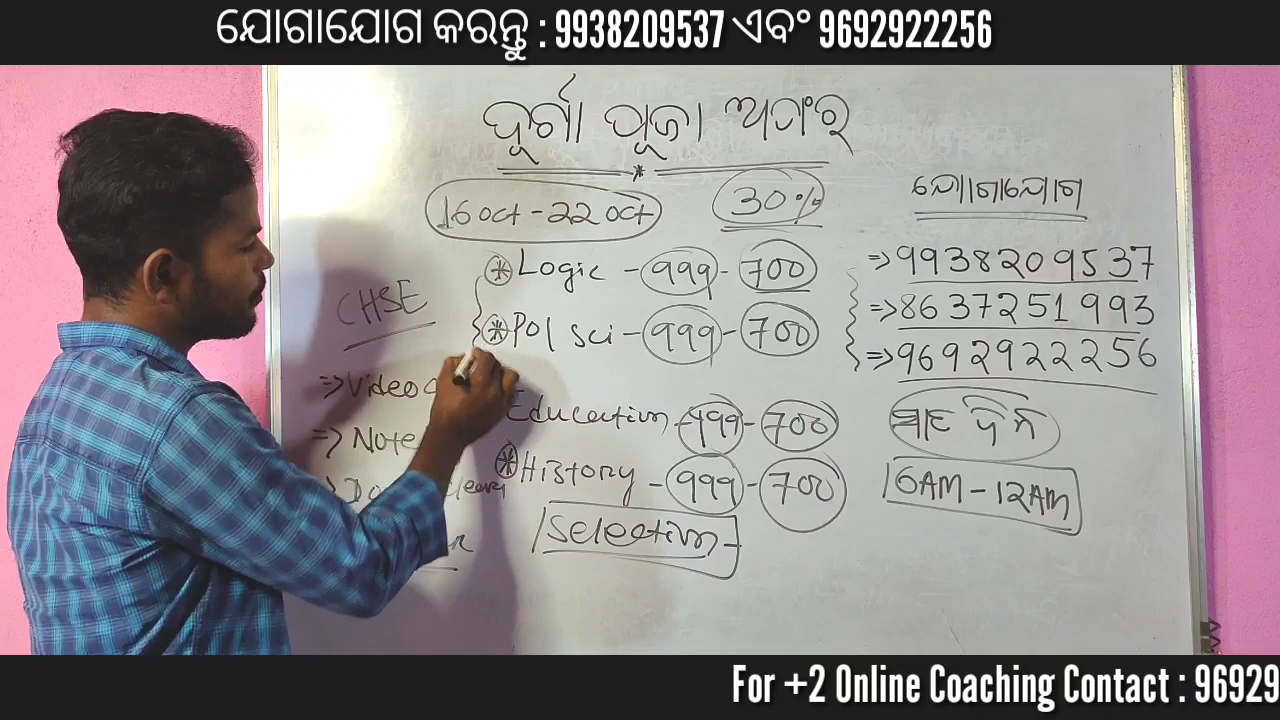 ଯୋଗାଯୋଗ କରନ୍ତୁ : 9938209537 ଏବଂ 9692922256
ଦୁର୍ଗା ପୂଜା ଅଫର୍
16 oct - 22 oct
30%
CHSE
⊛ Logic - 999 - 700
⊛ Pol sci - 999 - 700
Education - 999 - 700
⊛ History - 999 - 700
Selection -
=> Video
=> Note
ଯୋଗାଯୋଗ
=> 9938209537
=> 8637251993
=> 9692922256
ସାତ ଦିନ
6AM - 12AM
For +2 Online Coaching Contact : 96929